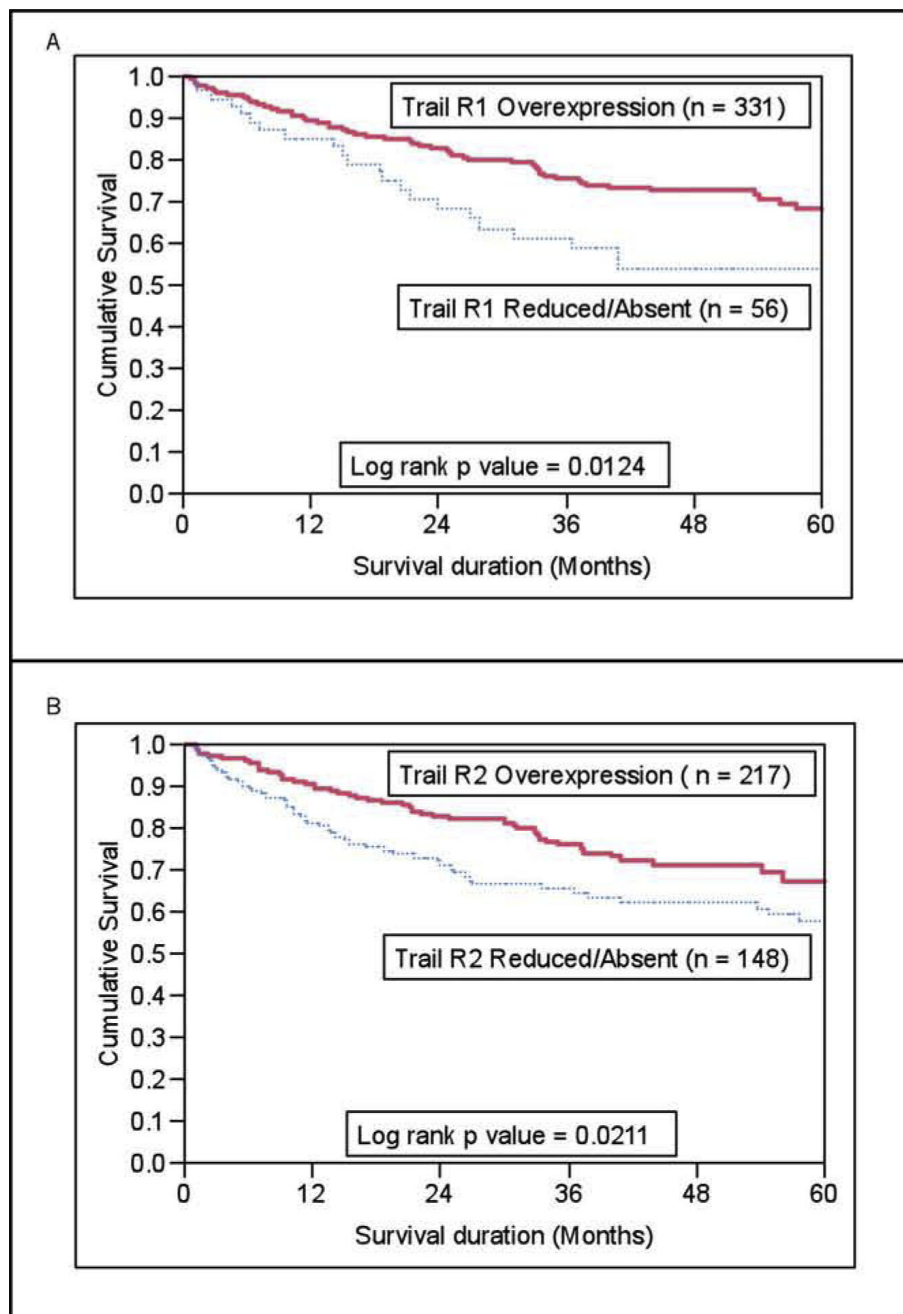 A
Cumulative Survival
1.0
0.9
0.8
0.7
0.6
0.5
0.4
0.3
0.2
0.1
0.0
Trail R1 Overexpression (n = 331)
Trail R1 Reduced/Absent (n = 56)
Log rank p value = 0.0124
0 12 24 36 48 60
Survival duration (Months)
B
Cumulative Survival
1.0
0.9
0.8
0.7
0.6
0.5
0.4
0.3
0.2
0.1
0.0
Trail R2 Overexpression ( n = 217)
Trail R2 Reduced/Absent (n = 148)
Log rank p value = 0.0211
0 12 24 36 48 60
Survival duration (Months)